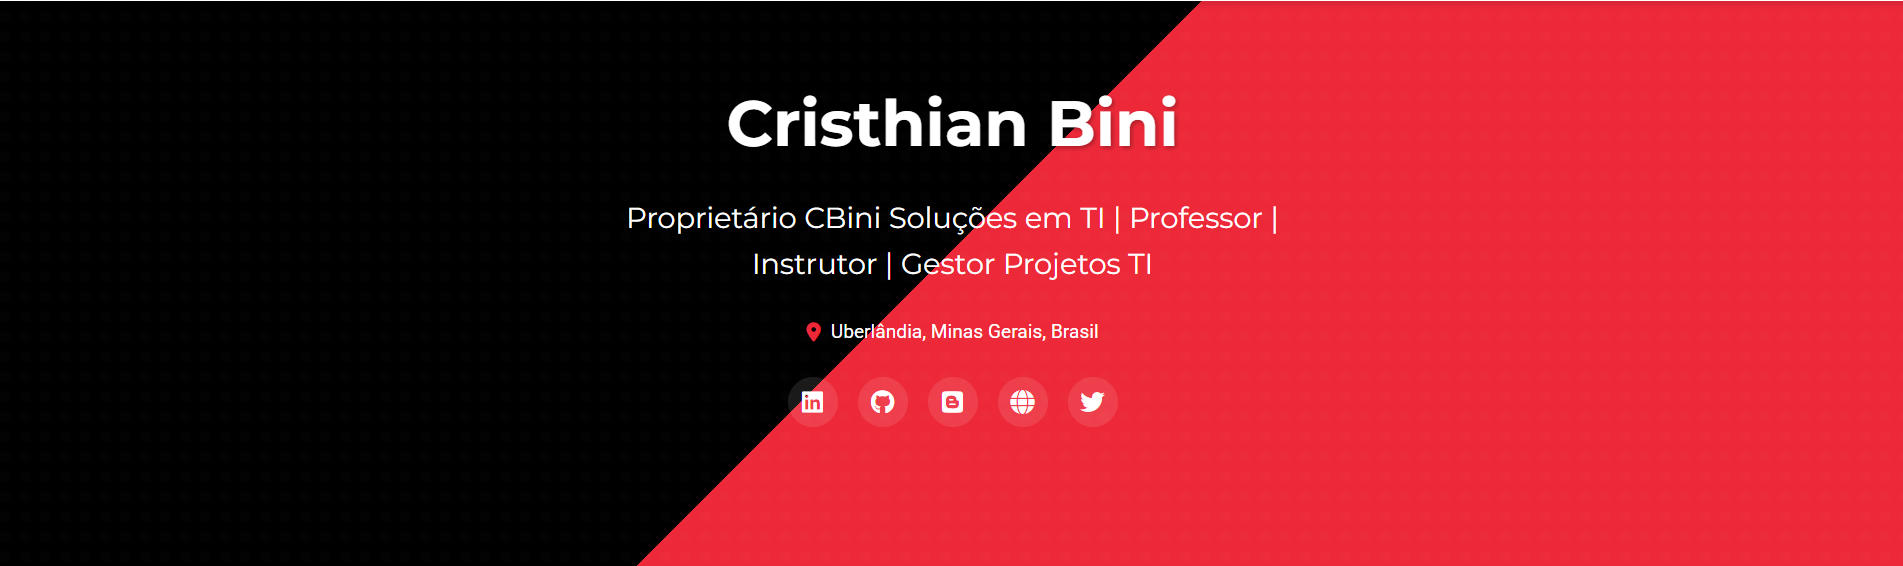 Cristhian Bini
Proprietário CBini Soluções em TI | Professor |
Instrutor | Gestor Projetos TI
Uberlândia, Minas Gerais, Brasil